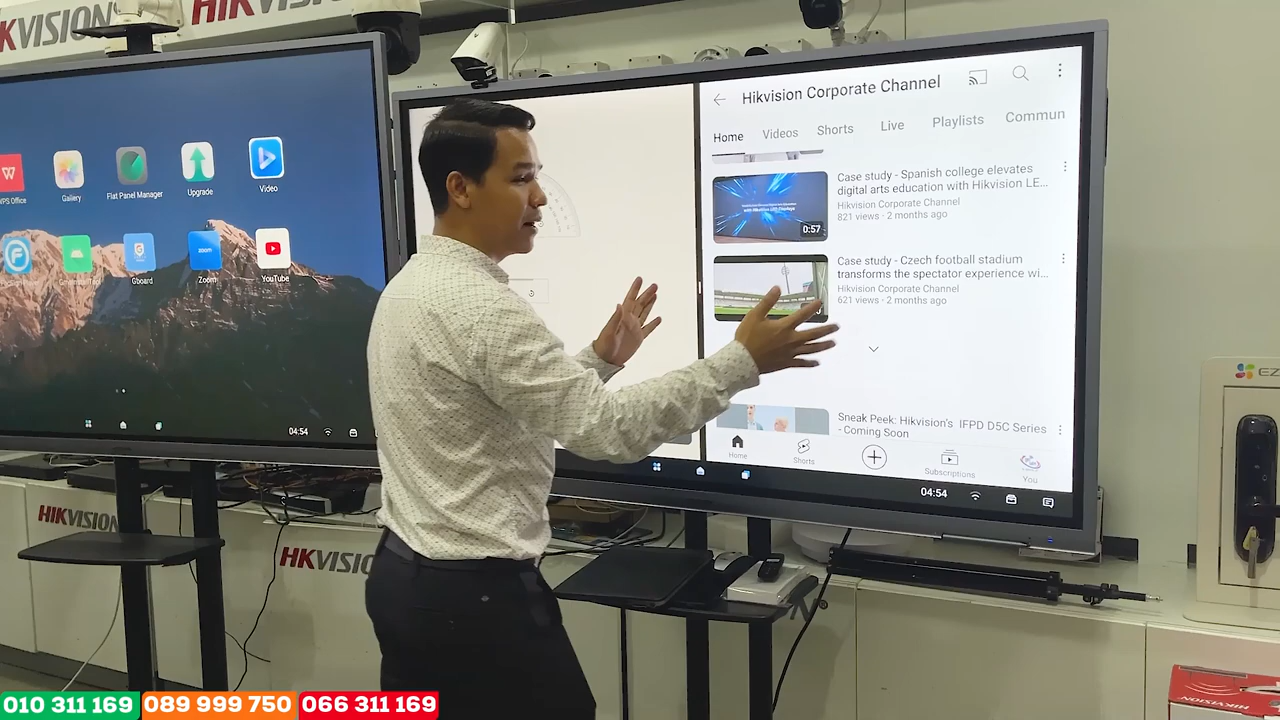 HIKVISION
HIKVISION
WPS Office
Gallery
Flat Panel Manager
Upgrade
Video
Gboard
zoom
Zoom
YouTube
04:54
Hikvision Corporate Channel
Home
Videos
Shorts
Live
Playlists
Commun
Case study - Spanish college elevates
digital arts education with Hikvision LE...
Hikvision Corporate Channel
821 views · 2 months ago
0:57
Case study - Czech football stadium
transforms the spectator experience wi...
Hikvision Corporate Channel
621 views · 2 months ago
Sneak Peek: Hikvision's IFPD D5C Series
- Coming Soon
Home
Shorts
Subscriptions
You
04:54
EZ
HIKVISION
HIKVISIO
010 311 169
089 999 750
066 311 169